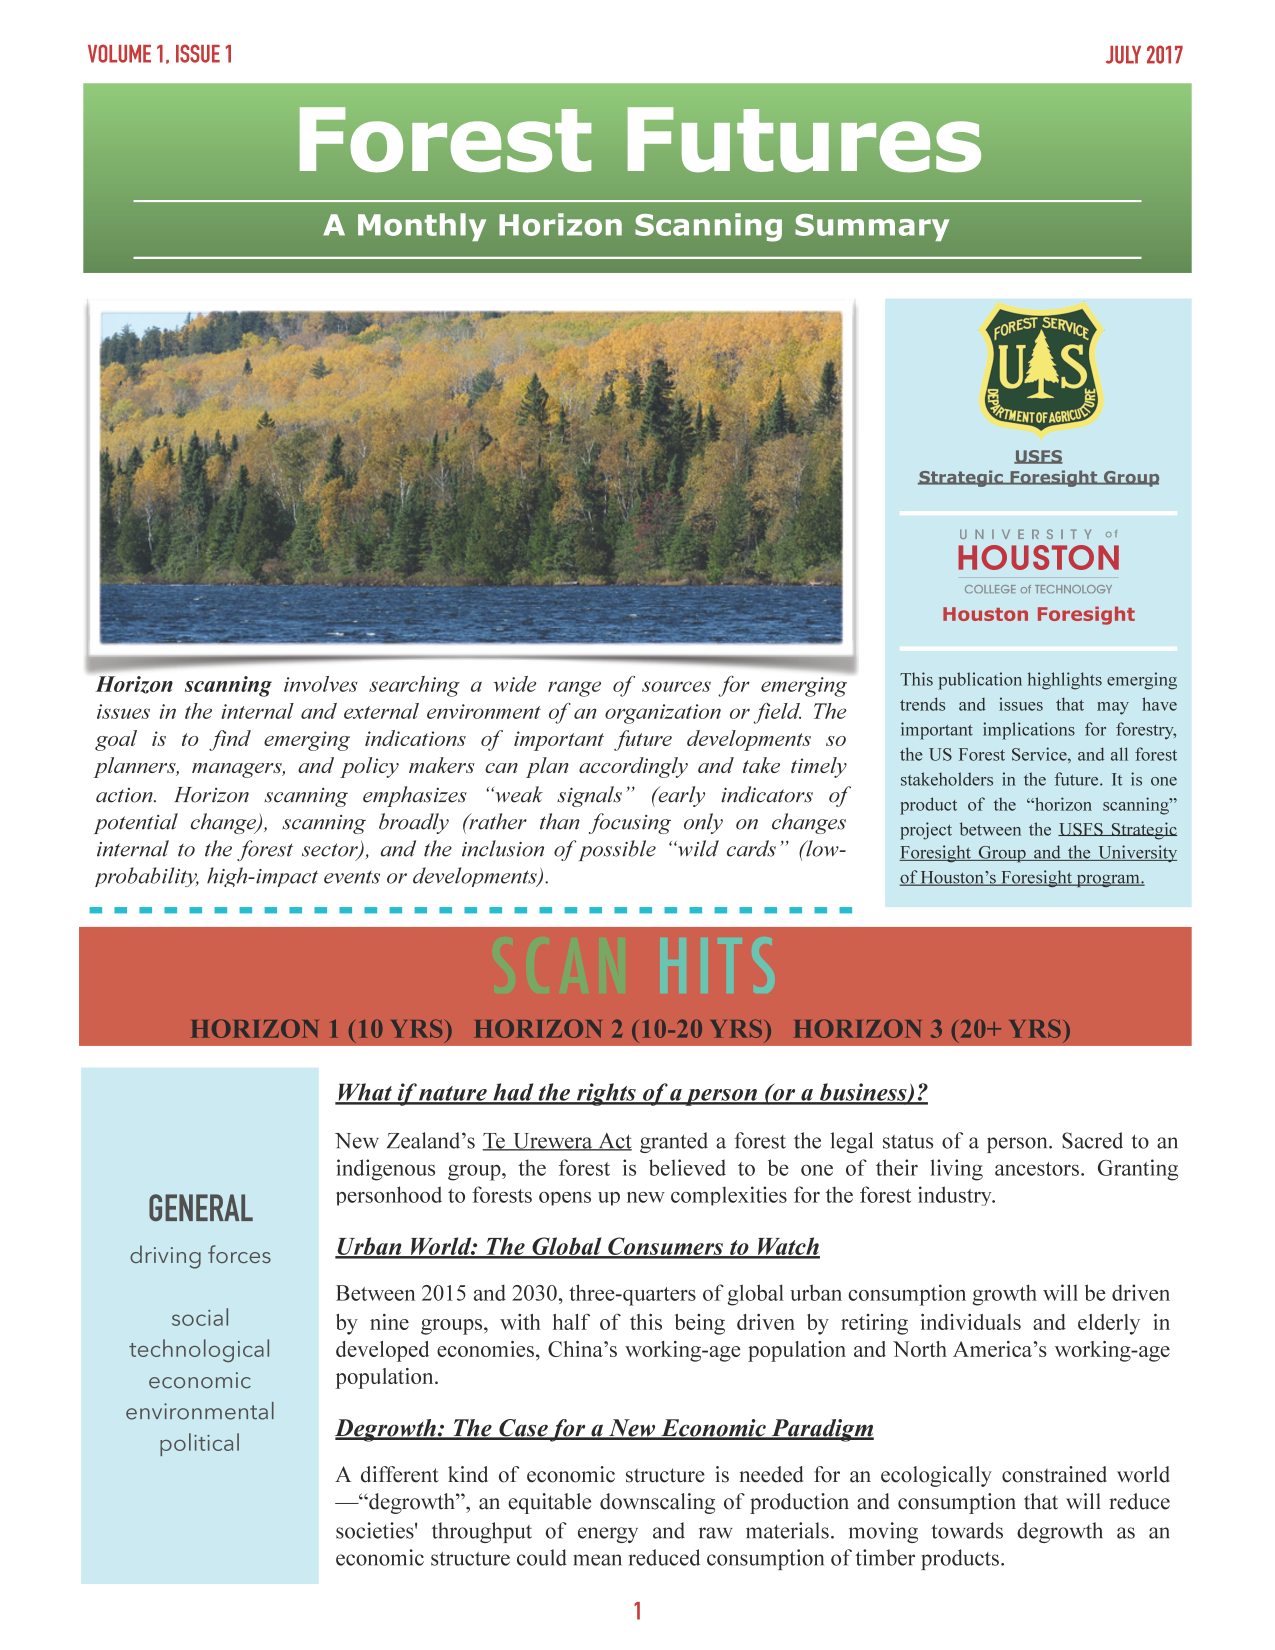 VOLUME 1, ISSUE 1
JULY 2017
Forest Futures
A Monthly Horizon Scanning Summary
FOREST SERVICE
US
DEPARTMENT OF AGRICULTURE
USFS
Strategic Foresight Group
UNIVERSITY of
HOUSTON
COLLEGE of TECHNOLOGY
Houston Foresight
This publication highlights emerging
trends and issues that may have
important implications for forestry,
the US Forest Service, and all forest
stakeholders in the future. It is one
product of the “horizon scanning”
project between the USFS Strategic
Foresight Group and the University
of Houston’s Foresight program.
Horizon scanning involves searching a wide range of sources for emerging
issues in the internal and external environment of an organization or field. The
goal is to find emerging indications of important future developments so
planners, managers, and policy makers can plan accordingly and take timely
action. Horizon scanning emphasizes “weak signals” (early indicators of
potential change), scanning broadly (rather than focusing only on changes
internal to the forest sector), and the inclusion of possible “wild cards” (low-
probability, high-impact events or developments).
SCAN HITS
HORIZON 1 (10 YRS) HORIZON 2 (10-20 YRS) HORIZON 3 (20+ YRS)
GENERAL
driving forces
social
technological
economic
environmental
political
What if nature had the rights of a person (or a business)?
New Zealand’s Te Urewera Act granted a forest the legal status of a person. Sacred to an
indigenous group, the forest is believed to be one of their living ancestors. Granting
personhood to forests opens up new complexities for the forest industry.
Urban World: The Global Consumers to Watch
Between 2015 and 2030, three-quarters of global urban consumption growth will be driven
by nine groups, with half of this being driven by retiring individuals and elderly in
developed economies, China’s working-age population and North America’s working-age
population.
Degrowth: The Case for a New Economic Paradigm
A different kind of economic structure is needed for an ecologically constrained world
—“degrowth”, an equitable downscaling of production and consumption that will reduce
societies' throughput of energy and raw materials. moving towards degrowth as an
economic structure could mean reduced consumption of timber products.
1